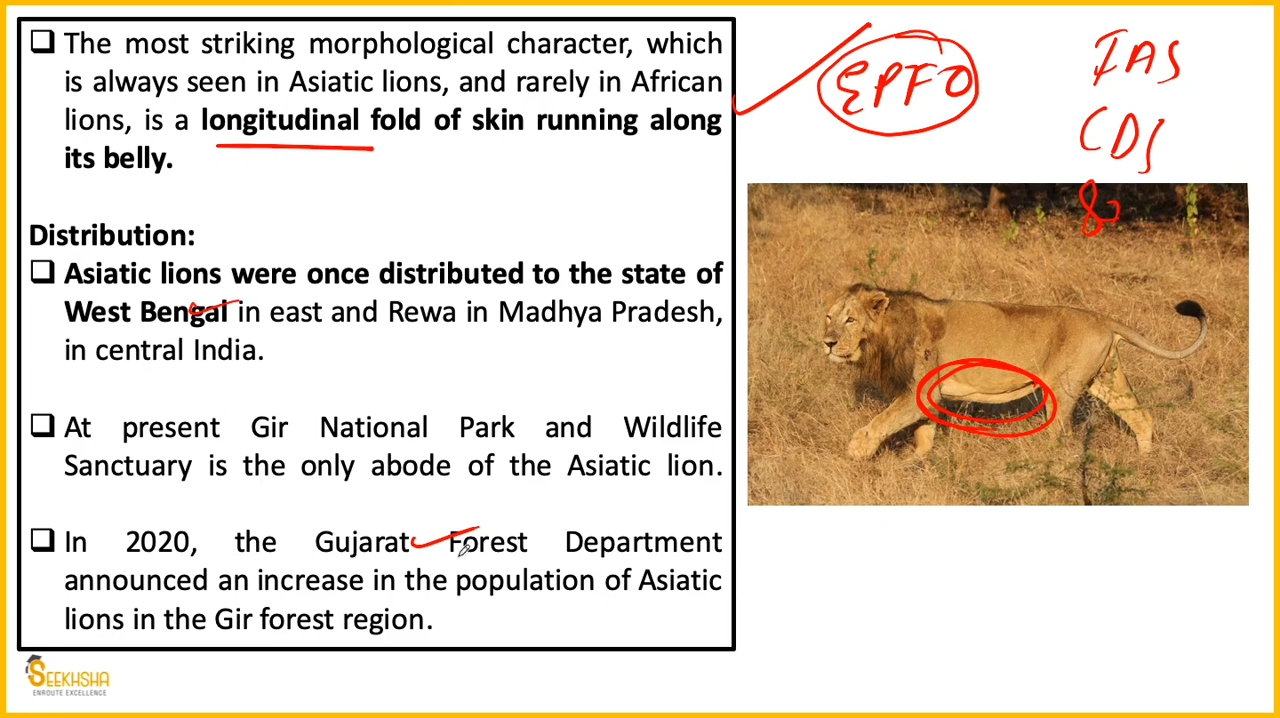 ❑ The most striking morphological character, which
is always seen in Asiatic lions, and rarely in African
lions, is a longitudinal fold of skin running along
its belly.
Distribution:
❑ Asiatic lions were once distributed to the state of
West Bengal in east and Rewa in Madhya Pradesh,
in central India.
❑ At present Gir National Park and Wildlife
Sanctuary is the only abode of the Asiatic lion.
❑ In 2020, the Gujarat Forest Department
announced an increase in the population of Asiatic
lions in the Gir forest region.
EPFO
IAS
CDS
SEEKHSHA
ENROUTE EXCELLENCE